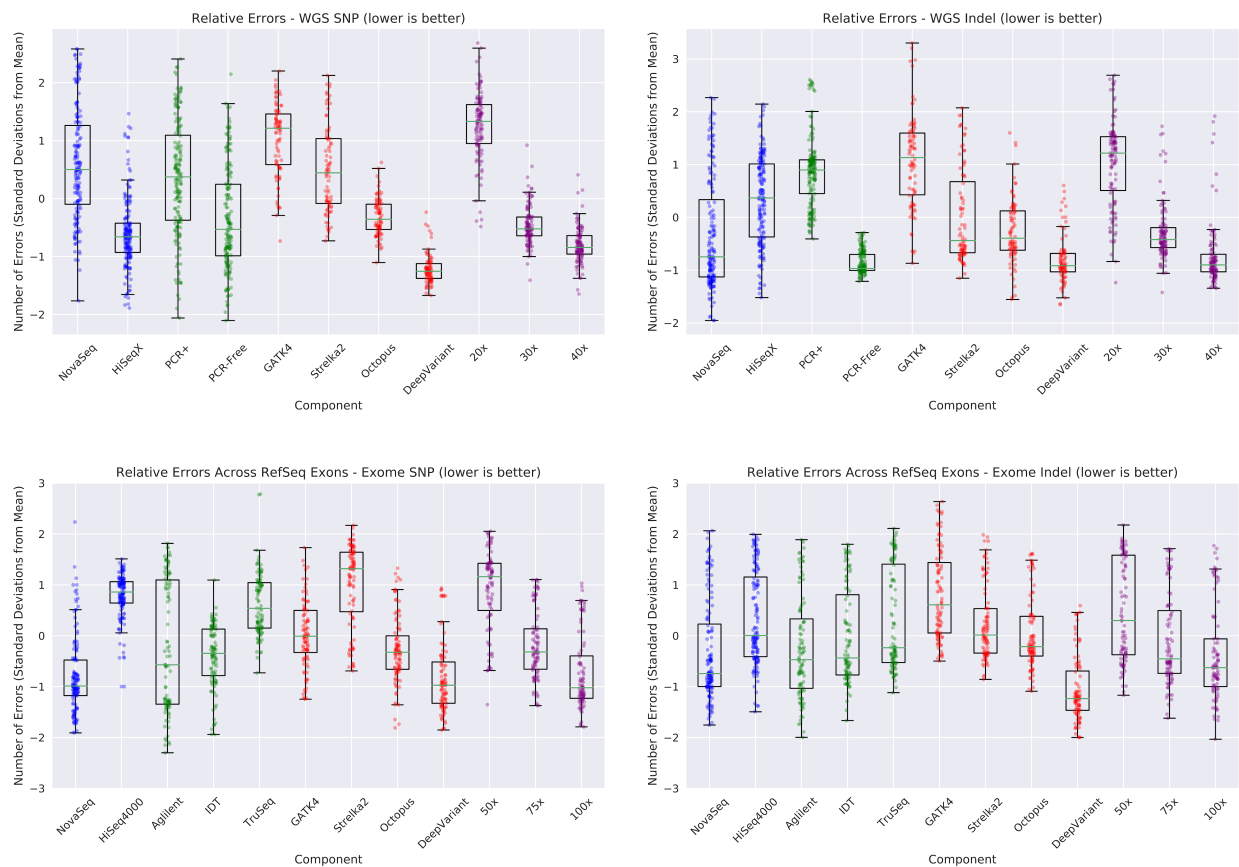 Relative Errors - WGS SNP (lower is better)
Number of Errors (Standard Deviations from Mean)
2
1
0
−1
−2
NovaSeq
HiSeqX
PCR+
PCR-Free
GATK4
Strelka2
Octopus
DeepVariant
20x
30x
40x
Component
Relative Errors - WGS Indel (lower is better)
Number of Errors (Standard Deviations from Mean)
3
2
1
0
−1
−2
NovaSeq
HiSeqX
PCR+
PCR-Free
GATK4
Strelka2
Octopus
DeepVariant
20x
30x
40x
Component
Relative Errors Across RefSeq Exons - Exome SNP (lower is better)
Number of Errors (Standard Deviations from Mean)
3
2
1
0
−1
−2
−3
NovaSeq
HiSeq4000
Agilent
IDT
TruSeq
GATK4
Strelka2
Octopus
DeepVariant
50x
75x
100x
Component
Relative Errors Across RefSeq Exons - Exome Indel (lower is better)
Number of Errors (Standard Deviations from Mean)
3
2
1
0
−1
−2
−3
NovaSeq
HiSeq4000
Agilent
IDT
TruSeq
GATK4
Strelka2
Octopus
DeepVariant
50x
75x
100x
Component